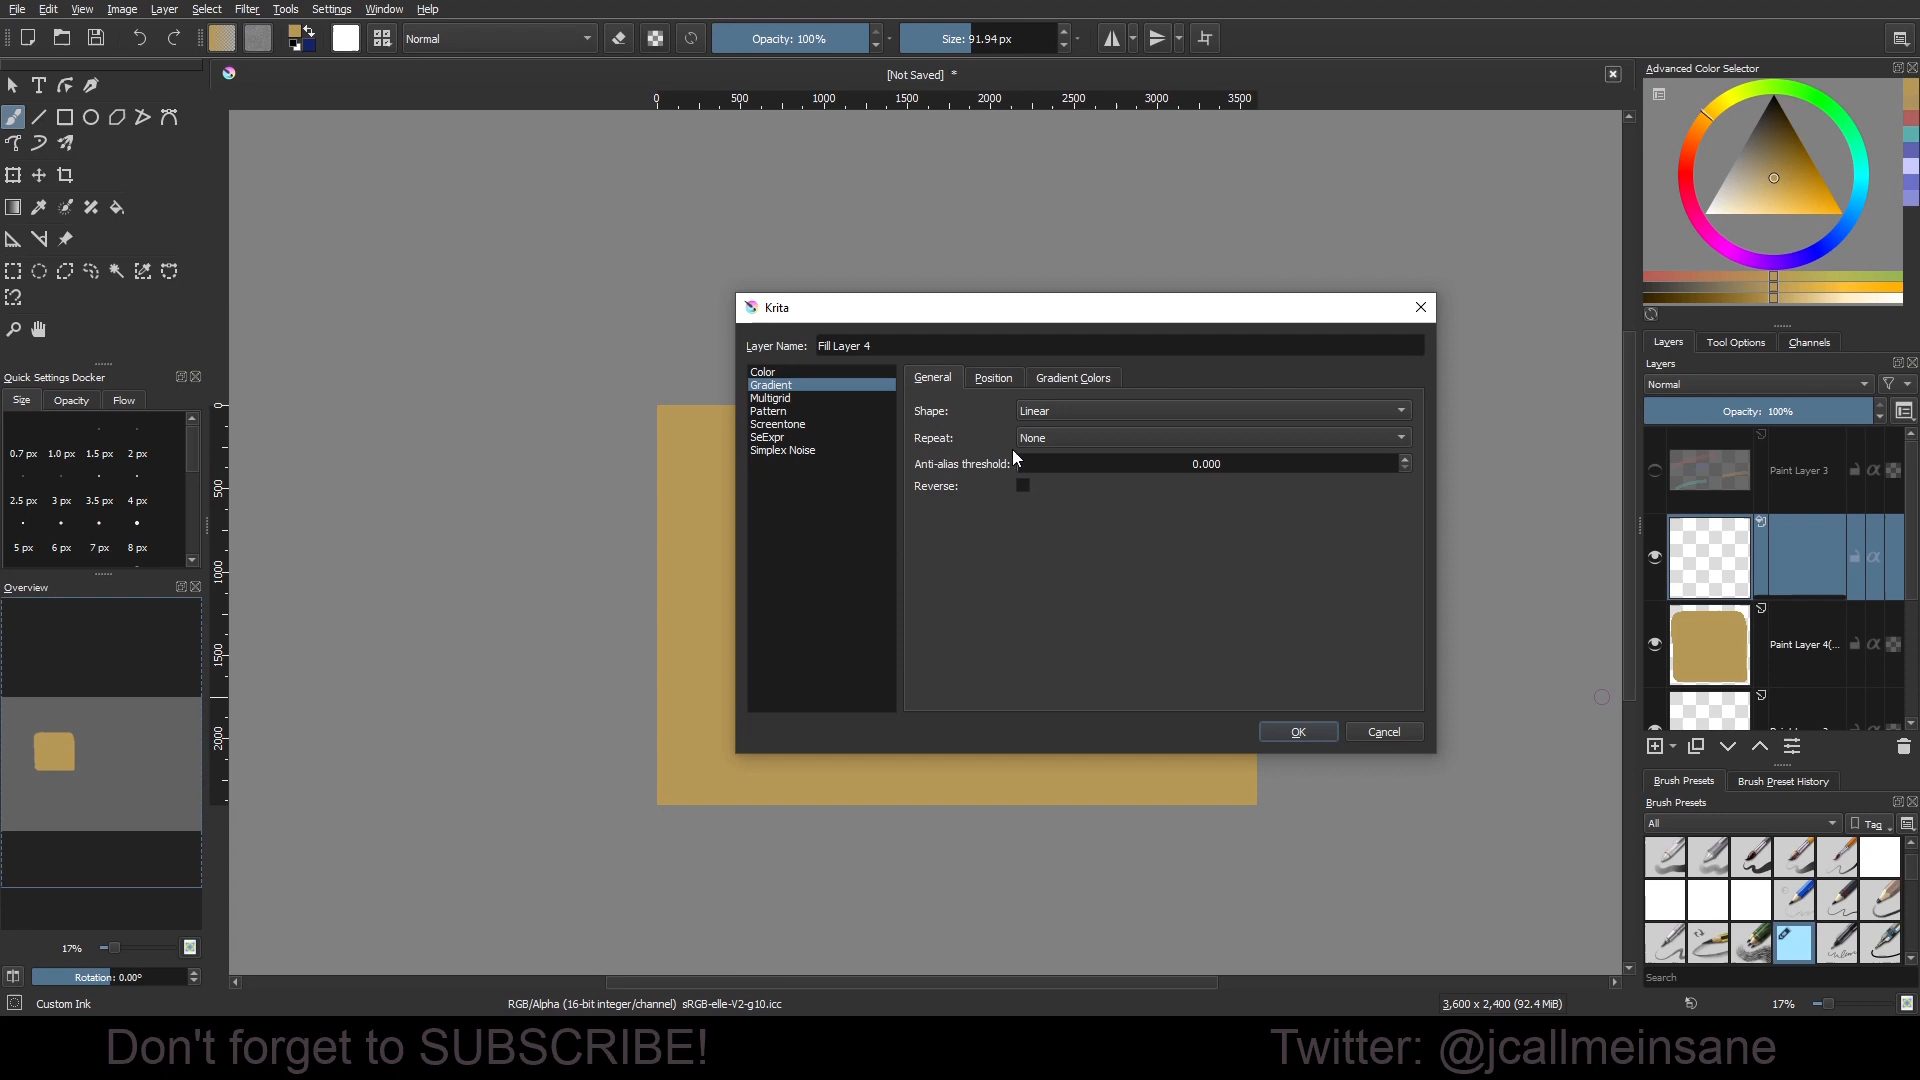 File Edit View Image Layer Select Filter Tools Settings Window Help
Normal
Opacity: 100%
Size: 91.94 px
[Not Saved] *
0 500 1000 1500 2000 2500 3000 3500
0 500 1000 1500 2000
Quick Settings Docker
Size Opacity Flow
0.7 px 1.0 px 1.5 px 2 px
2.5 px 3 px 3.5 px 4 px
5 px 6 px 7 px 8 px
Overview
17%
Rotation: 0.00°
Custom Ink
Krita
Layer Name: Fill Layer 4
Color
Gradient
Multigrid
Pattern
Screentone
SeExpr
Simplex Noise
General Position Gradient Colors
Shape: Linear
Repeat: None
Anti-alias threshold: 0.000
Reverse:
OK Cancel
Advanced Color Selector
Layers Tool Options Channels
Layers
Normal
Opacity: 100%
Paint Layer 3
Paint Layer 4(...
Brush Presets Brush Preset History
Brush Presets
All
Tag
Search
RGB/Alpha (16-bit integer/channel) sRGB-elle-V2-g10.icc
3,600 x 2,400 (92.4 MiB)
17%
Don't forget to SUBSCRIBE!
Twitter: @jcallmeinsane